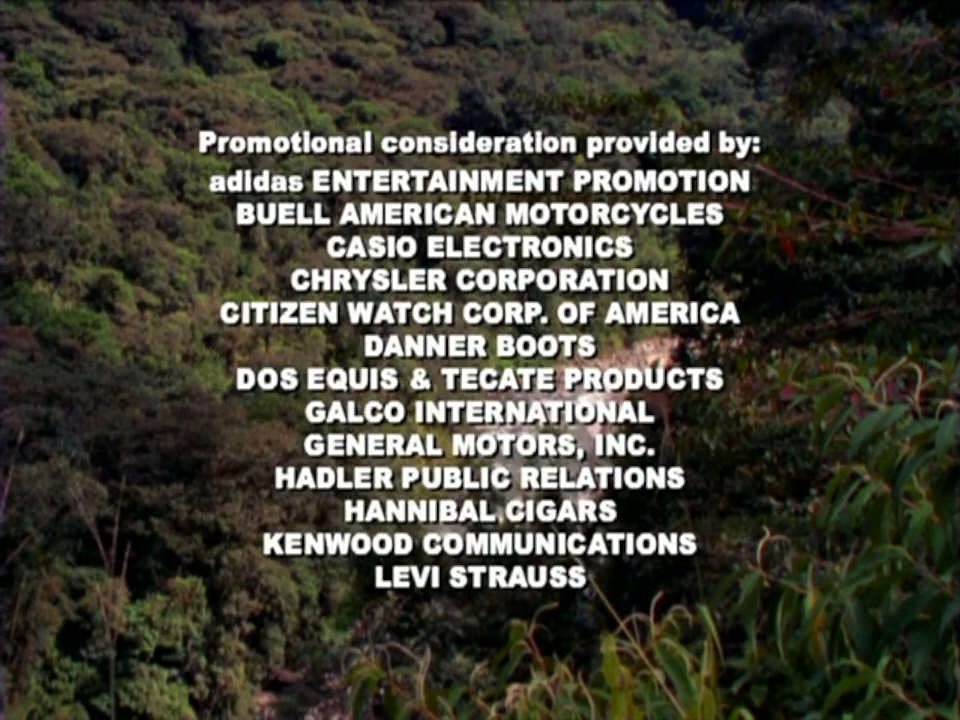 Promotional consideration provided by:
adidas ENTERTAINMENT PROMOTION
BUELL AMERICAN MOTORCYCLES
CASIO ELECTRONICS
CHRYSLER CORPORATION
CITIZEN WATCH CORP. OF AMERICA
DANNER BOOTS
DOS EQUIS & TECATE PRODUCTS
GALCO INTERNATIONAL
GENERAL MOTORS, INC.
HADLER PUBLIC RELATIONS
HANNIBAL CIGARS
KENWOOD COMMUNICATIONS
LEVI STRAUSS